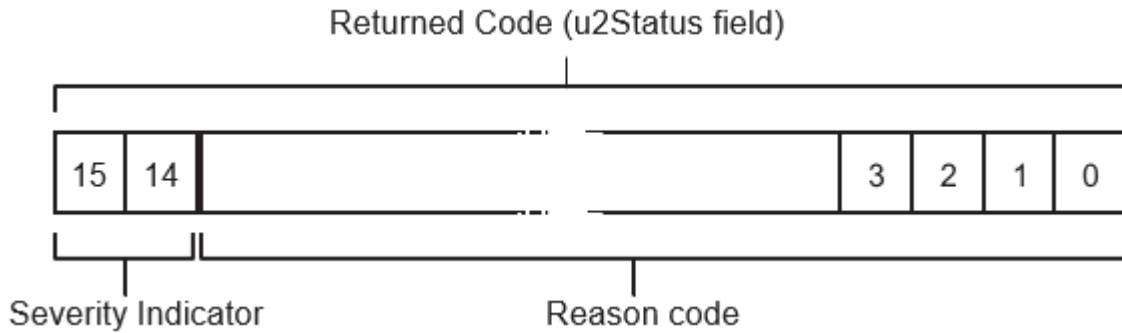 Returned Code (u2Status field)
15 14 3 2 1 0
Severity Indicator Reason code